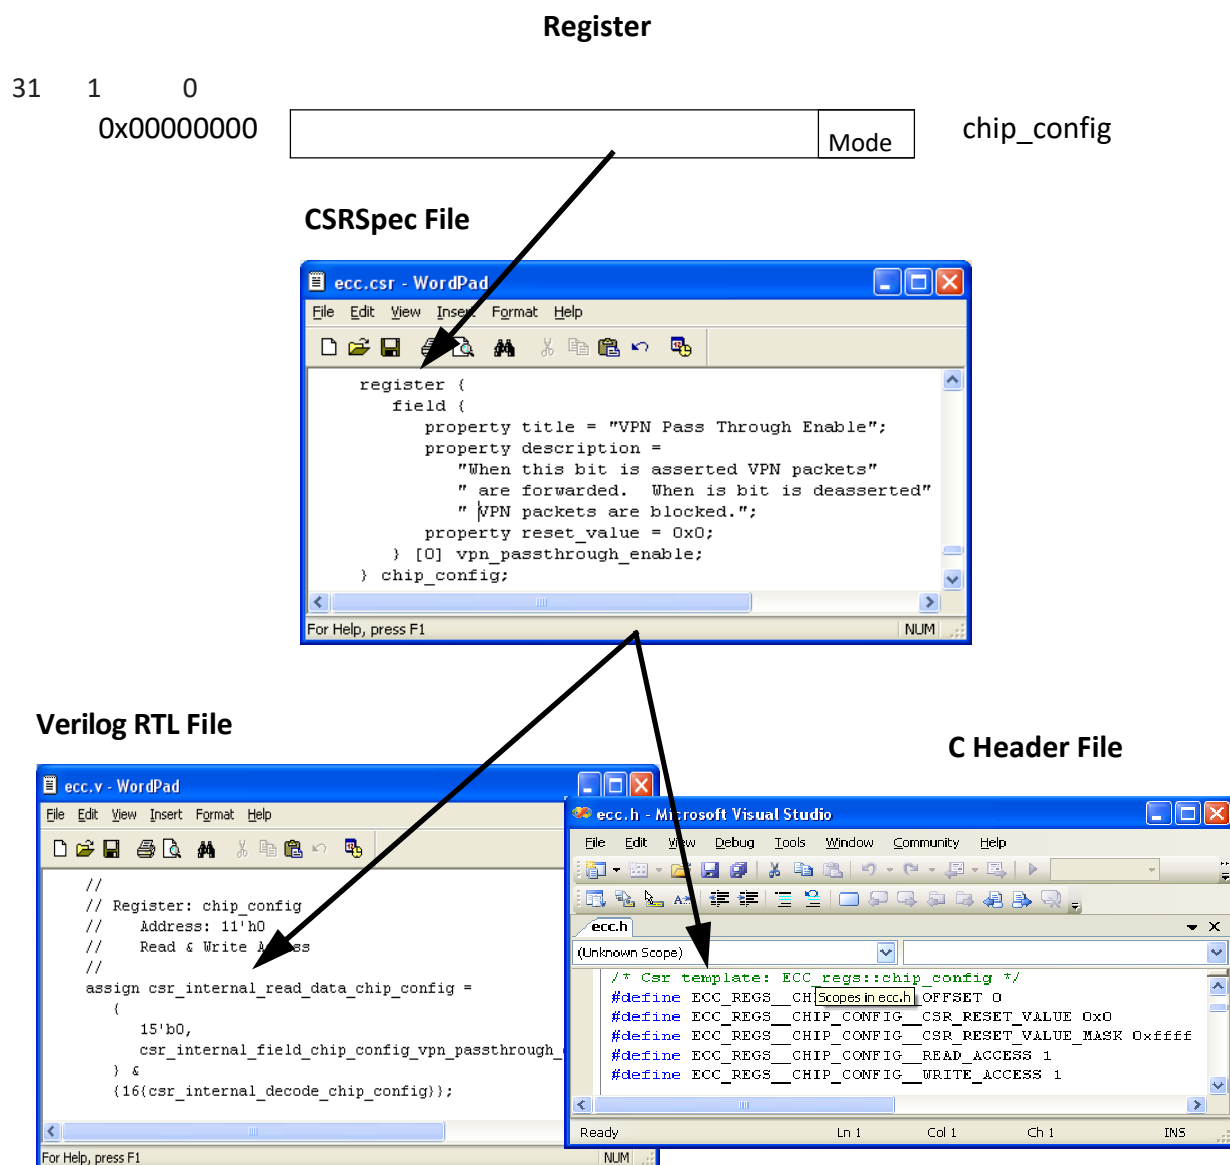 Register
31 1 0
0x00000000 Mode chip_config
CSRSpec File
ecc.csr - WordPad
File Edit View Insert Format Help
register {
field {
property title = "VPN Pass Through Enable";
property description =
"When this bit is asserted VPN packets"
" are forwarded.  When is bit is deasserted"
" VPN packets are blocked.";
property reset_value = 0x0;
} [0] vpn_passthrough_enable;
} chip_config;
For Help, press F1 NUM
Verilog RTL File
C Header File
ecc.v - WordPad
File Edit View Insert Format Help
//
// Register: chip_config
//    Address: 11'h0
//    Read & Write Access
//
assign csr_internal_read_data_chip_config =
{
15'b0,
csr_internal_field_chip_config_vpn_passthrough_
} &
{16{csr_internal_decode_chip_config}};
For Help, press F1 NUM
ecc.h - Microsoft Visual Studio
File Edit View Debug Tools Window Community Help
ecc.h
(Unknown Scope)
/* Csr template: ECC_regs::chip_config */
#define ECC_REGS__CH Scopes in ecc.h _OFFSET 0
#define ECC_REGS__CHIP_CONFIG__CSR_RESET_VALUE 0x0
#define ECC_REGS__CHIP_CONFIG__CSR_RESET_VALUE_MASK 0xffff
#define ECC_REGS__CHIP_CONFIG__READ_ACCESS 1
#define ECC_REGS__CHIP_CONFIG__WRITE_ACCESS 1
Ready Ln 1 Col 1 Ch 1 INS